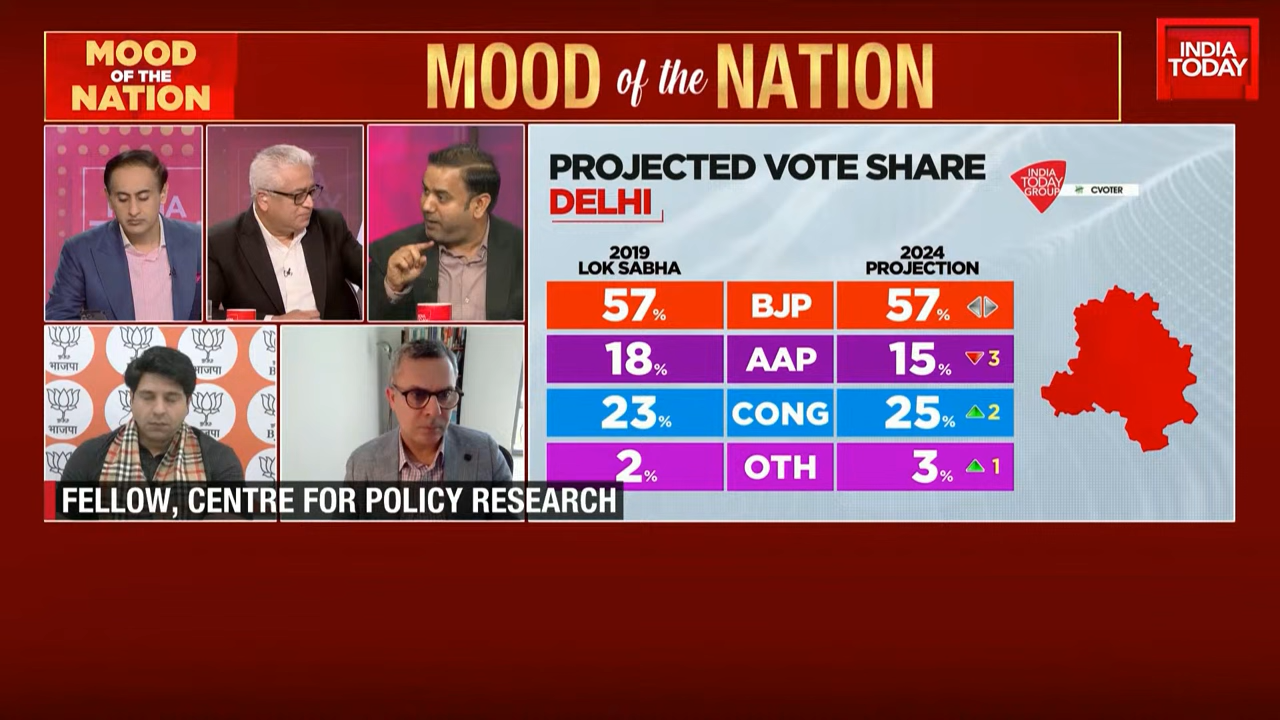 MOOD
OF THE
NATION
MOOD of the NATION
INDIA
TODAY
PROJECTED VOTE SHARE
DELHI
INDIA
TODAY
GROUP
CVOTER
2019
LOK SABHA
2024
PROJECTION
57% BJP 57%
18% AAP 15% 3
23% CONG 25% 2
2% OTH 3% 1
भाजपा
भाजपा
भाजपा
FELLOW, CENTRE FOR POLICY RESEARCH